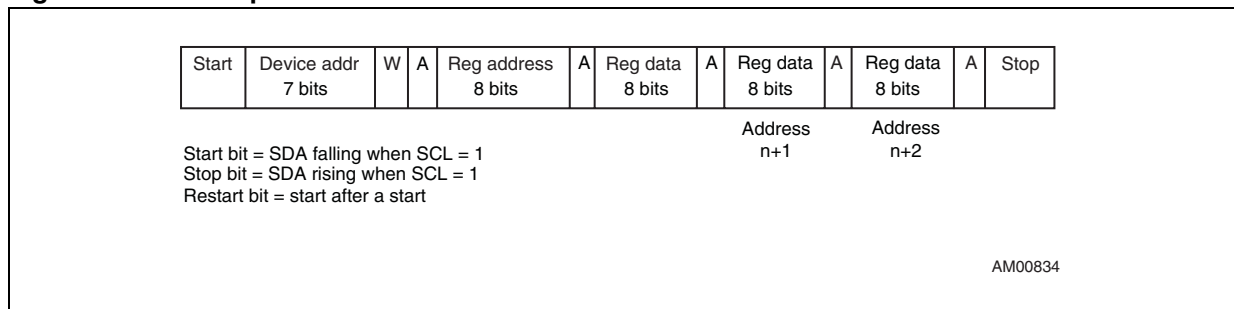 Start Device addr W A Reg address A Reg data A Reg data A Reg data A Stop
7 bits 8 bits 8 bits 8 bits 8 bits
Address Address
n+1 n+2
Start bit = SDA falling when SCL = 1
Stop bit = SDA rising when SCL = 1
Restart bit = start after a start
AM00834